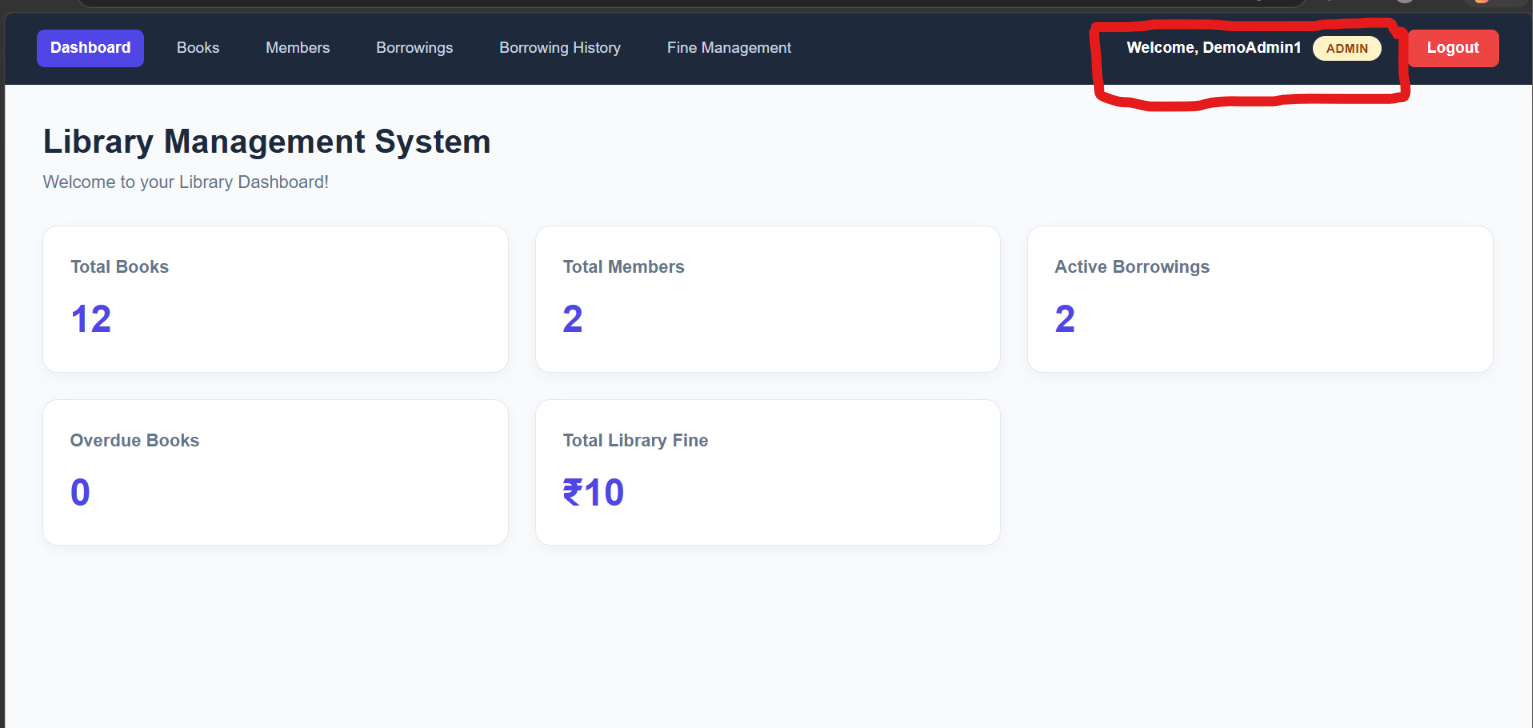 Dashboard Books Members Borrowings Borrowing History Fine Management Welcome, DemoAdmin1 ADMIN Logout
Library Management System
Welcome to your Library Dashboard!
Total Books
12
Total Members
2
Active Borrowings
2
Overdue Books
0
Total Library Fine
₹10